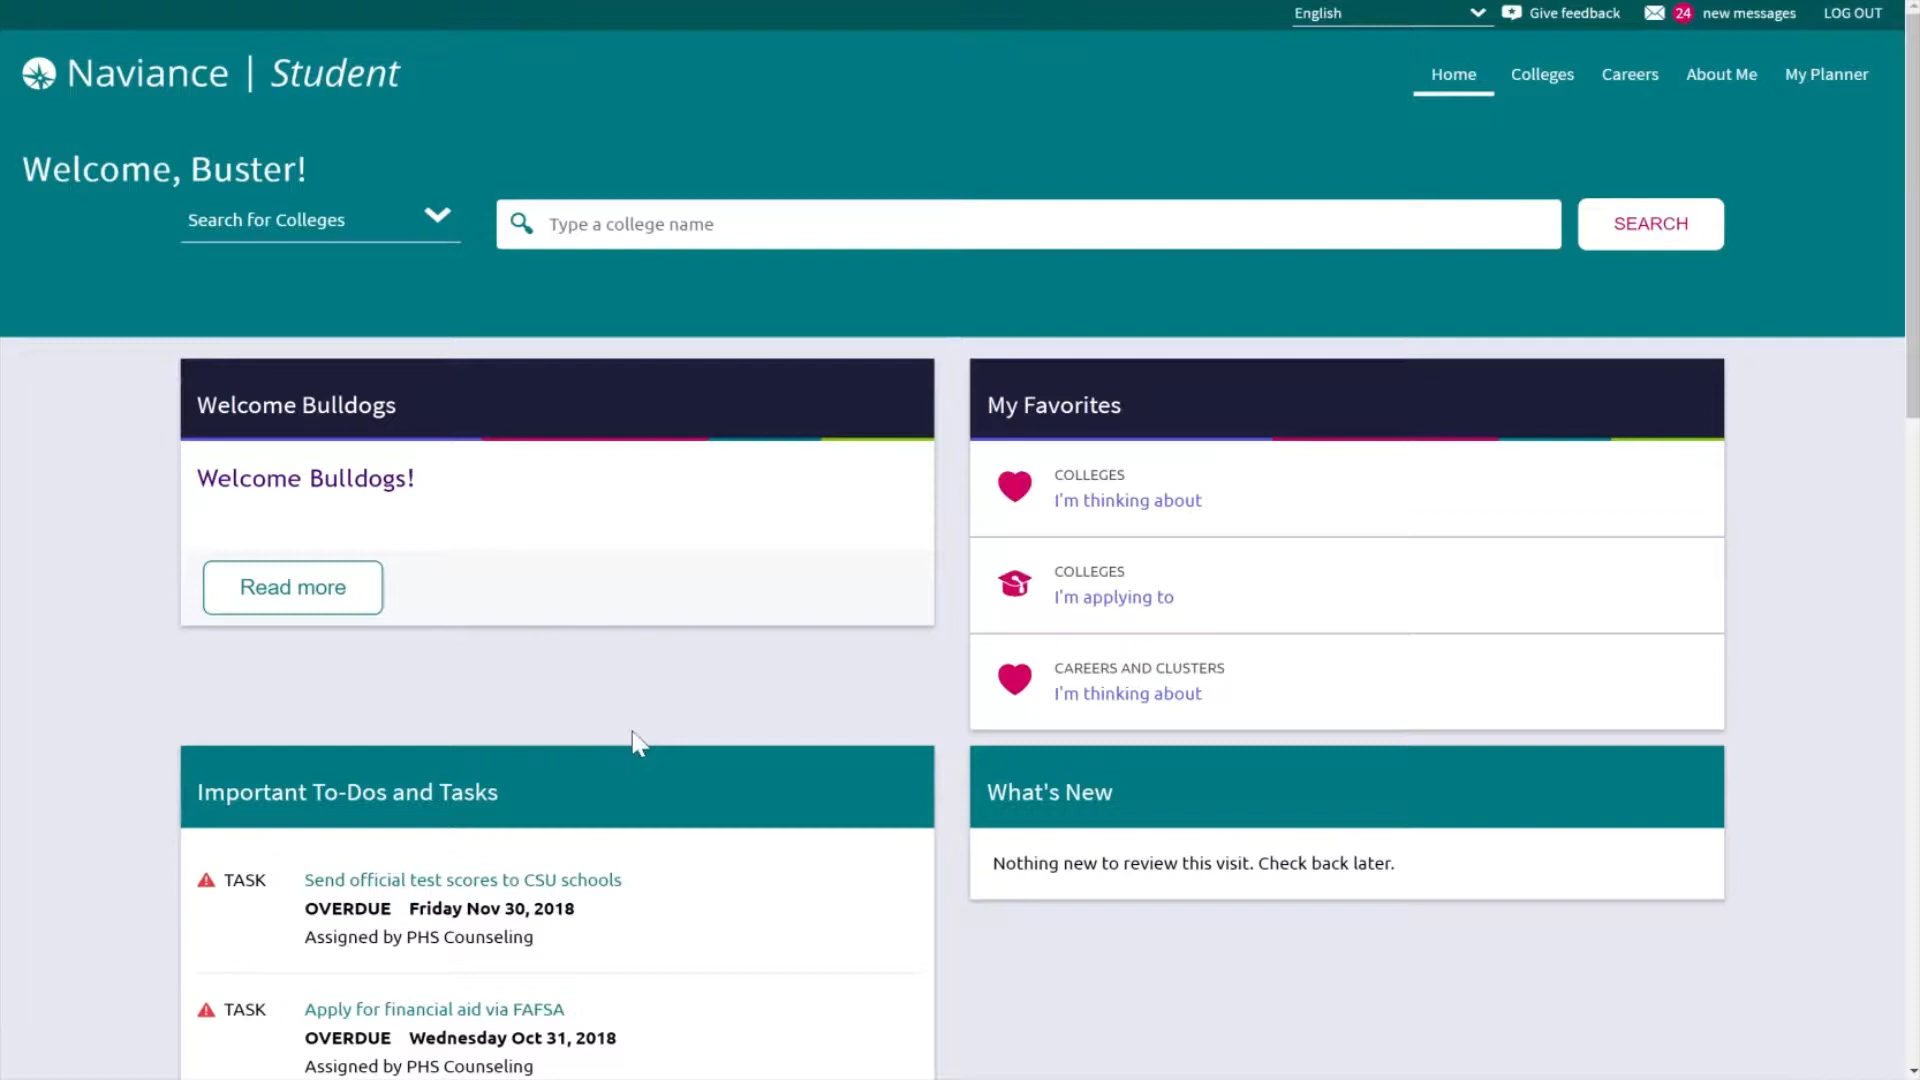 English
Give feedback
24 new messages
LOG OUT
Naviance | Student
Home
Colleges
Careers
About Me
My Planner
Welcome, Buster!
Search for Colleges
Type a college name
SEARCH
Welcome Bulldogs
Welcome Bulldogs!
Read more
My Favorites
COLLEGES
I'm thinking about
COLLEGES
I'm applying to
CAREERS AND CLUSTERS
I'm thinking about
Important To-Dos and Tasks
TASK
Send official test scores to CSU schools
OVERDUE Friday Nov 30, 2018
Assigned by PHS Counseling
TASK
Apply for financial aid via FAFSA
OVERDUE Wednesday Oct 31, 2018
Assigned by PHS Counseling
What's New
Nothing new to review this visit. Check back later.